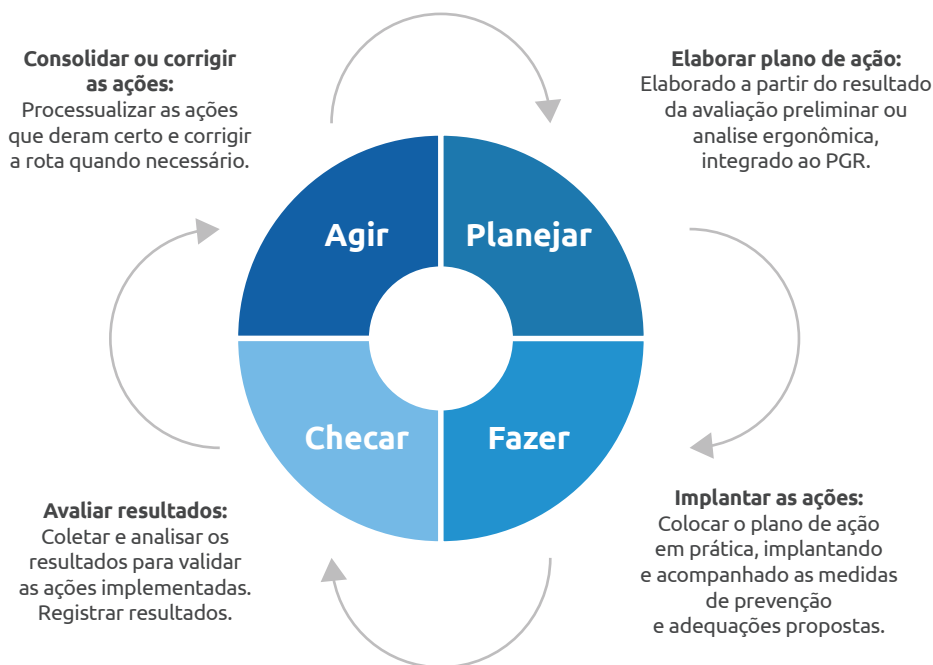 Consolidar ou corrigir
as ações:
Processualizar as ações
que deram certo e corrigir
a rota quando necessário.
Elaborar plano de ação:
Elaborado a partir do resultado
da avaliação preliminar ou
analise ergonômica,
integrado ao PGR.
Agir
Planejar
Checar
Fazer
Avaliar resultados:
Coletar e analisar os
resultados para validar
as ações implementadas.
Registrar resultados.
Implantar as ações:
Colocar o plano de ação
em prática, implantando
e acompanhado as medidas
de prevenção
e adequações propostas.